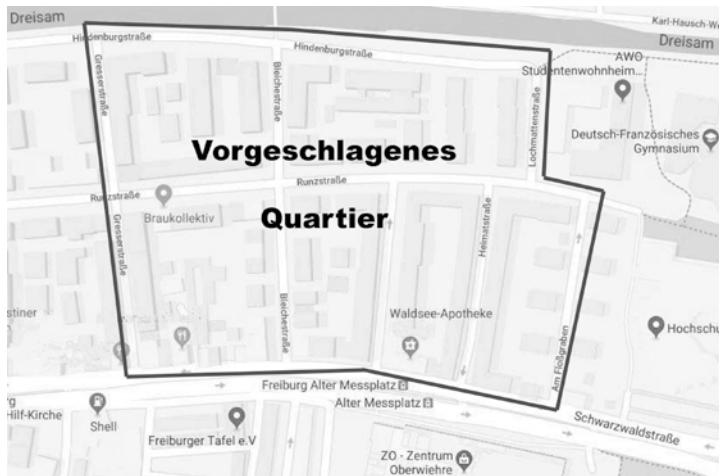 Dreisam
Karl-Hausch-We
Dreisam
Hindenburgstraße
Hindenburgstraße
AWO
Studentenwohnheim...
Gresserstraße
Bleichestraße
Lochmattenstraße
Deutsch-Französisches
Gymnasium
Vorgeschlagenes
Runzstraße
Runzstraße
Braukollektiv
Quartier
Gresserstraße
Heimatstraße
Bleichestraße
Waldsee-Apotheke
stiner
Hochschu
Am Floßgraben
Freiburg Alter Messplatz
Alter Messplatz
rg
Hilf-Kirche
Shell
Freiburger Tafel e.V
Schwarzwaldstraße
ZO - Zentrum
Oberwiehre